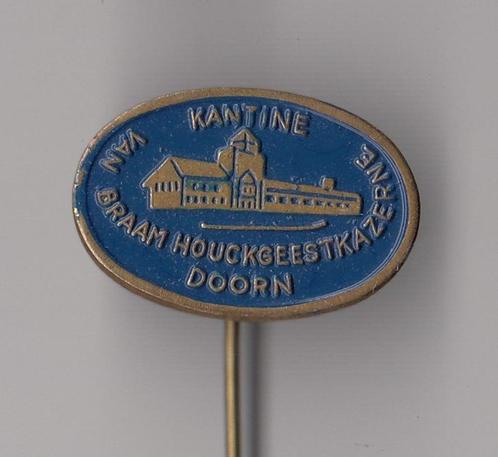 KANTINE
VAN BRAAM HOUCKGEESTKAZERNE
DOORN